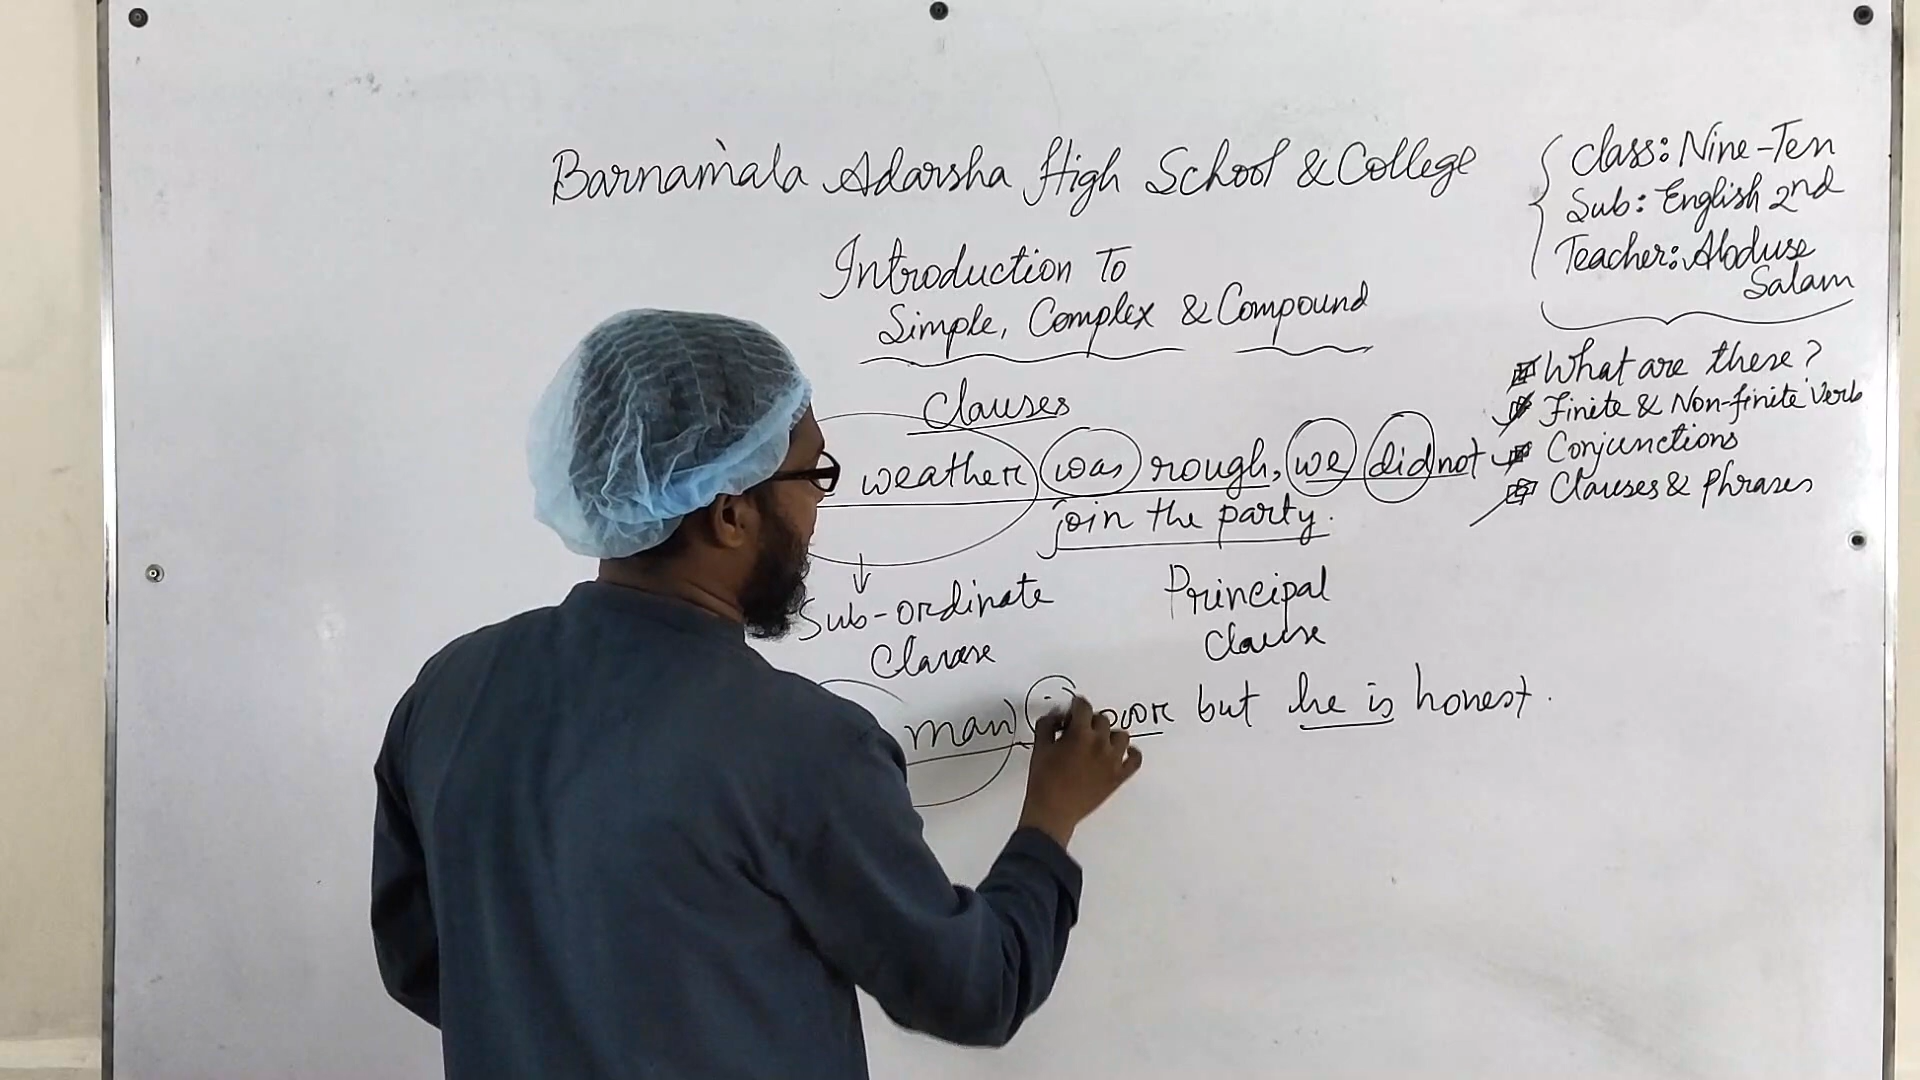 Barnamala Adarsha High School & College
Introduction To
Simple, Complex & Compound
Clauses
weather was rough, we did not
join the party.
Sub-ordinate
Clause
Principal
Clause
man is poor but he is honest.
Class: Nine-Ten
Sub: English 2nd
Teacher: Abduse
Salam
What are these?
Finite & Non-finite Verb
Conjunctions
Clauses & Phrases